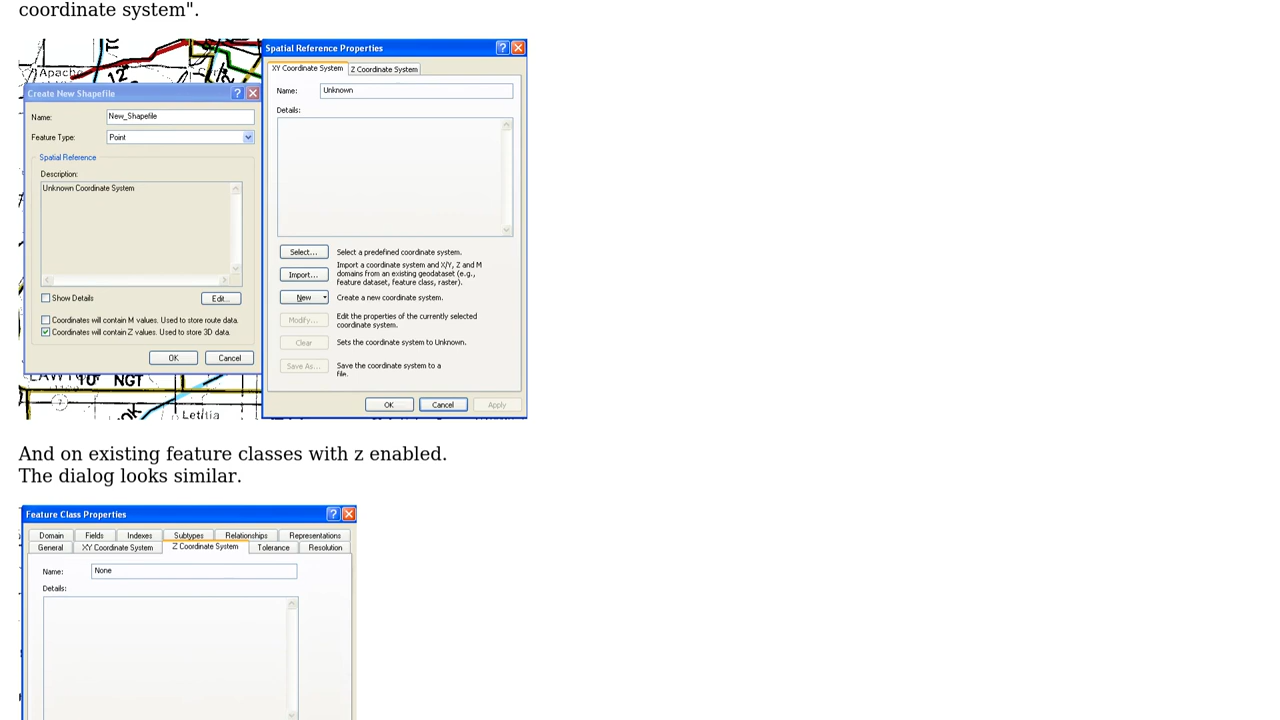 coordinate system".
Apach
Spatial Reference Properties
XY Coordinate System
Z Coordinate System
Name:
Unknown
Details:
Select...
Select a predefined coordinate system.
Import...
Import a coordinate system and X/Y, Z and M
domains from an existing geodataset (e.g.,
feature dataset, feature class, raster).
New
Create a new coordinate system.
Modify...
Edit the properties of the currently selected
coordinate system.
Clear
Sets the coordinate system to Unknown.
Save As...
Save the coordinate system to a
file.
OK
Cancel
Apply
Create New Shapefile
Name:
New_Shapefile
Feature Type:
Point
Spatial Reference
Description:
Unknown Coordinate System
Show Details
Edit...
Coordinates will contain M values. Used to store route data.
Coordinates will contain Z values. Used to store 3D data.
OK
Cancel
NGT
Letitia
And on existing feature classes with z enabled.
The dialog looks similar.
Feature Class Properties
Domain Fields Indexes Subtypes Relationships Representations
General XY Coordinate System Z Coordinate System Tolerance Resolution
Name:
None
Details: